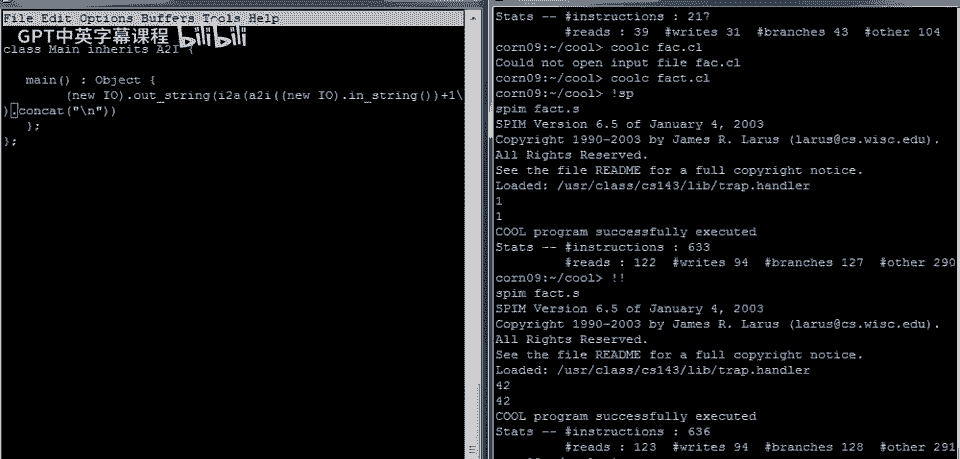 File Edit Options Buffers Tools Help
GPT中英字幕课程 bilibili
class Main inherits A2I {
main() : Object {
(new IO).out_string(i2a(a2i((new IO).in_string())+1\
).concat("\n"))
};
};
Stats -- #instructions : 217
#reads : 39 #writes 31 #branches 43 #other 104
corn09:~/cool> coolc fac.cl
Could not open input file fac.cl
corn09:~/cool> coolc fact.cl
corn09:~/cool> !sp
spim fact.s
SPIM Version 6.5 of January 4, 2003
Copyright 1990-2003 by James R. Larus (larus@cs.wisc.edu).
All Rights Reserved.
See the file README for a full copyright notice.
Loaded: /usr/class/cs143/lib/trap.handler
1
1
COOL program successfully executed
Stats -- #instructions : 633
#reads : 122 #writes 94 #branches 127 #other 290
corn09:~/cool> !!
spim fact.s
SPIM Version 6.5 of January 4, 2003
Copyright 1990-2003 by James R. Larus (larus@cs.wisc.edu).
All Rights Reserved.
See the file README for a full copyright notice.
Loaded: /usr/class/cs143/lib/trap.handler
42
42
COOL program successfully executed
Stats -- #instructions : 636
#reads : 123 #writes 94 #branches 128 #other 291